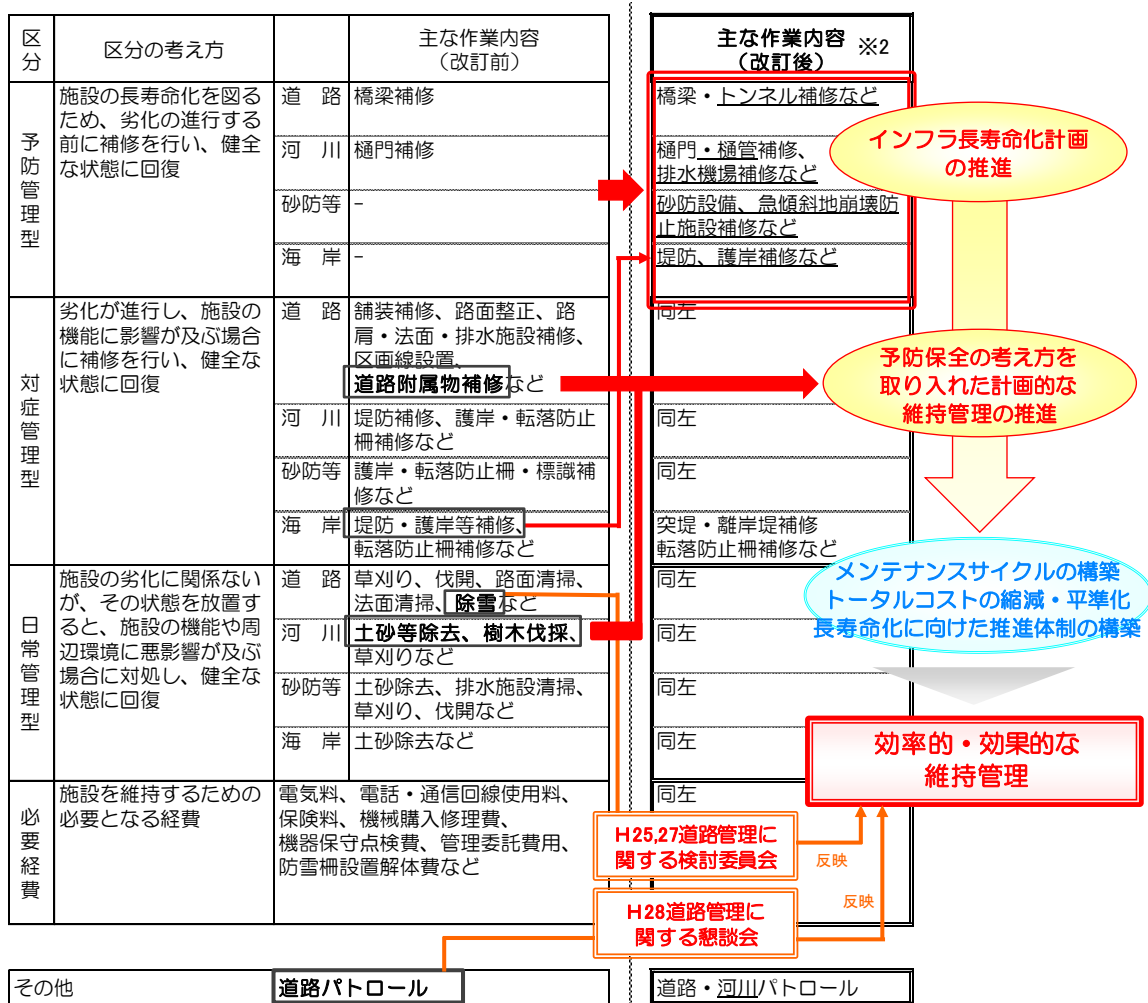 区分
区分の考え方
主な作業内容
（改訂前）
主な作業内容 ※2
（改訂後）
予防管理型
施設の長寿命化を図る
ため、劣化の進行する
前に補修を行い、健全
な状態に回復
道　路
橋梁補修
橋梁・トンネル補修など
河　川
樋門補修
樋門・樋管補修、
排水機場補修など
砂防等
-
砂防設備、急傾斜地崩壊防
止施設補修など
海　岸
-
堤防、護岸補修など
対症管理型
劣化が進行し、施設の
機能に影響が及ぶ場合
に補修を行い、健全な
状態に回復
道　路
舗装補修、路面整正、路
肩・法面・排水施設補修、
区画線設置、
道路附属物補修など
同左
河　川
堤防補修、護岸・転落防止
柵補修など
同左
砂防等
護岸・転落防止柵・標識補
修など
同左
海　岸
堤防・護岸等補修、
転落防止柵補修など
突堤・離岸堤補修
転落防止柵補修など
日常管理型
施設の劣化に関係ない
が、その状態を放置す
ると、施設の機能や周
辺環境に悪影響が及ぶ
場合に対処し、健全な
状態に回復
道　路
草刈り、伐開、路面清掃、
法面清掃、除雪など
同左
河　川
土砂等除去、樹木伐採、
草刈りなど
同左
砂防等
土砂除去、排水施設清掃、
草刈り、伐開など
同左
海　岸
土砂除去など
同左
必要経費
施設を維持するための
必要となる経費
電気料、電話・通信回線使用料、
保険料、機械購入修理費、
機器保守点検費、管理委託費用、
防雪柵設置解体費など
同左
その他
道路パトロール
道路・河川パトロール
インフラ長寿命化計画
の推進
予防保全の考え方を
取り入れた計画的な
維持管理の推進
メンテナンスサイクルの構築
トータルコストの縮減・平準化
長寿命化に向けた推進体制の構築
効率的・効果的な
維持管理
H25,27道路管理に
関する検討委員会
反映
H28道路管理に
関する懇談会
反映